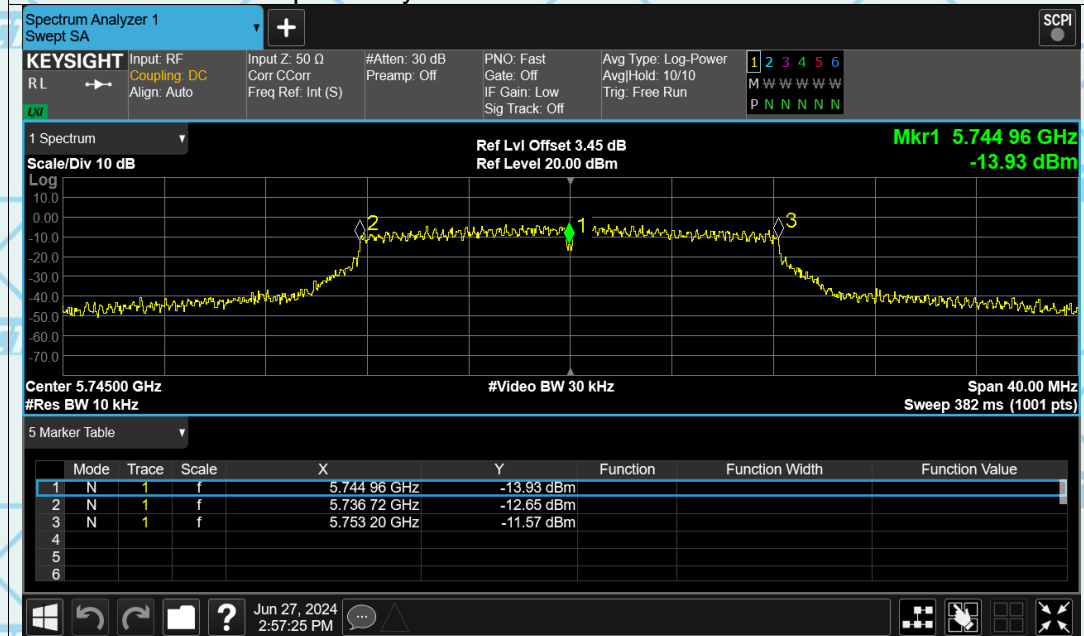 Spectrum Analyzer 1
Swept SA
+
SCPI
KEYSIGHT
RL
LXI
Input: RF
Coupling: DC
Align: Auto
Input Z: 50 Ω
Corr CCorr
Freq Ref: Int (S)
#Atten: 30 dB
Preamp: Off
PNO: Fast
Gate: Off
IF Gain: Low
Sig Track: Off
Avg Type: Log-Power
Avg|Hold: 10/10
Trig: Free Run
1 2 3 4 5 6
M W W W W W
P N N N N N
1 Spectrum
Scale/Div 10 dB
Ref Lvl Offset 3.45 dB
Ref Level 20.00 dBm
Mkr1 5.744 96 GHz
-13.93 dBm
Log
10.0
0.00
-10.0
-20.0
-30.0
-40.0
-50.0
-60.0
-70.0
2
1
3
Center 5.74500 GHz
#Video BW 30 kHz
Span 40.00 MHz
#Res BW 10 kHz
Sweep 382 ms (1001 pts)
5 Marker Table
Mode Trace Scale X Y Function Function Width Function Value
1 N 1 f 5.744 96 GHz -13.93 dBm
2 N 1 f 5.736 72 GHz -12.65 dBm
3 N 1 f 5.753 20 GHz -11.57 dBm
4
5
6
?
Jun 27, 2024
2:57:25 PM